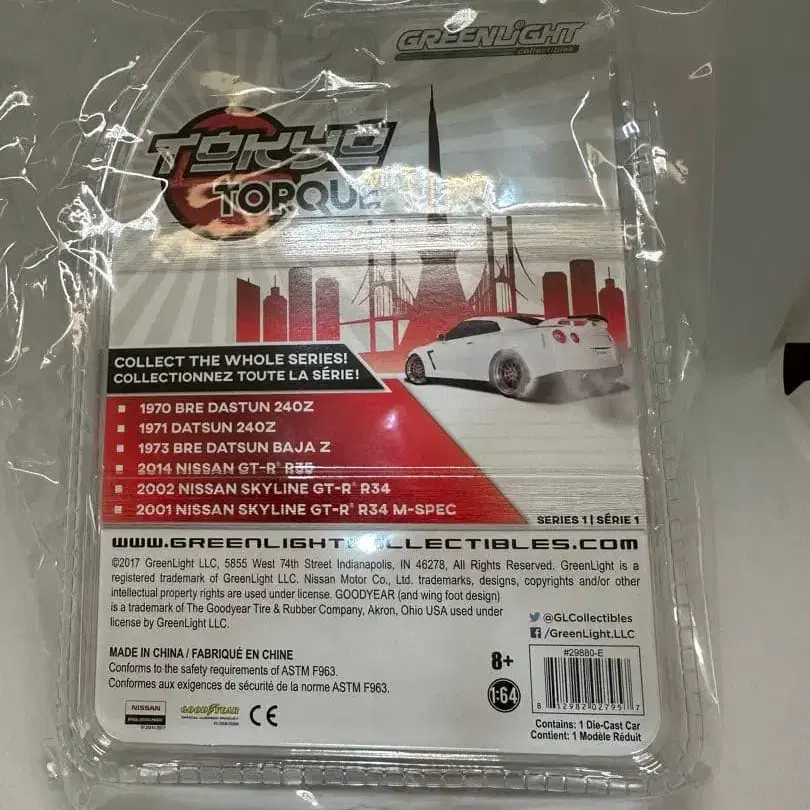 GREENLIGHT
collectibles
TOKYO
TORQUE
COLLECT THE WHOLE SERIES!
COLLECTIONNEZ TOUTE LA SÉRIE!
1970 BRE DASTUN 240Z
1971 DATSUN 240Z
1973 BRE DATSUN BAJA Z
2014 NISSAN GT-R® R35
2002 NISSAN SKYLINE GT-R® R34
2001 NISSAN SKYLINE GT-R® R34 M-SPEC
SERIES 1 | SÉRIE 1
WWW.GREENLIGHTCOLLECTIBLES.COM
©2017 GreenLight LLC, 5855 West 74th Street Indianapolis, IN 46278, All Rights Reserved. GreenLight is a
registered trademark of GreenLight LLC. Nissan Motor Co., Ltd. trademarks, designs, copyrights and/or other
intellectual property rights are used under license. GOODYEAR (and wing foot design)
is a trademark of The Goodyear Tire & Rubber Company, Akron, Ohio USA used under
license by GreenLight LLC.
@GLCollectibles
/GreenLight.LLC
MADE IN CHINA / FABRIQUÉ EN CHINE
Conforms to the safety requirements of ASTM F963.
Conformes aux exigences de sécurité de la norme ASTM F963.
8+
1:64
#29880-E
8 12982 02795 7
Contains: 1 Die-Cast Car
Contient: 1 Modèle Réduit
NISSAN
GOODYEAR
CE